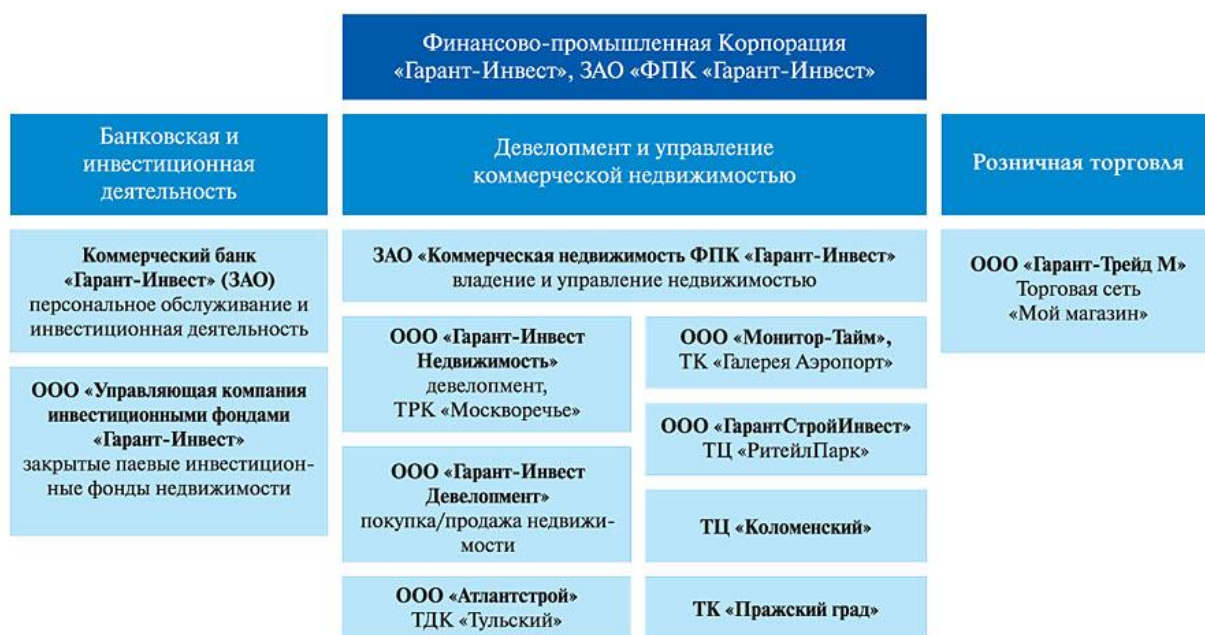 Финансово-промышленная Корпорация
«Гарант-Инвест», ЗАО «ФПК «Гарант-Инвест»
Банковская и
инвестиционная
деятельность
Коммерческий банк
«Гарант-Инвест» (ЗАО)
персональное обслуживание и
инвестиционная деятельность
ООО «Управляющая компания
инвестиционными фондами
«Гарант-Инвест»
закрытые паевые инвестицион-
ные фонды недвижимости
Девелопмент и управление
коммерческой недвижимостью
ЗАО «Коммерческая недвижимость ФПК «Гарант-Инвест»
владение и управление недвижимостью
ООО «Гарант-Инвест
Недвижимость»
девелопмент,
ТРК «Москворечье»
ООО «Гарант-Инвест
Девелопмент»
покупка/продажа недвижи-
мости
ООО «Атлантстрой»
ТДК «Тульский»
ООО «Монитор-Тайм»,
ТК «Галерея Аэропорт»
ООО «ГарантСтройИнвест»
ТЦ «РитейлПарк»
ТЦ «Коломенский»
ТК «Пражский град»
Розничная торговля
ООО «Гарант-Трейд М»
Торговая сеть
«Мой магазин»